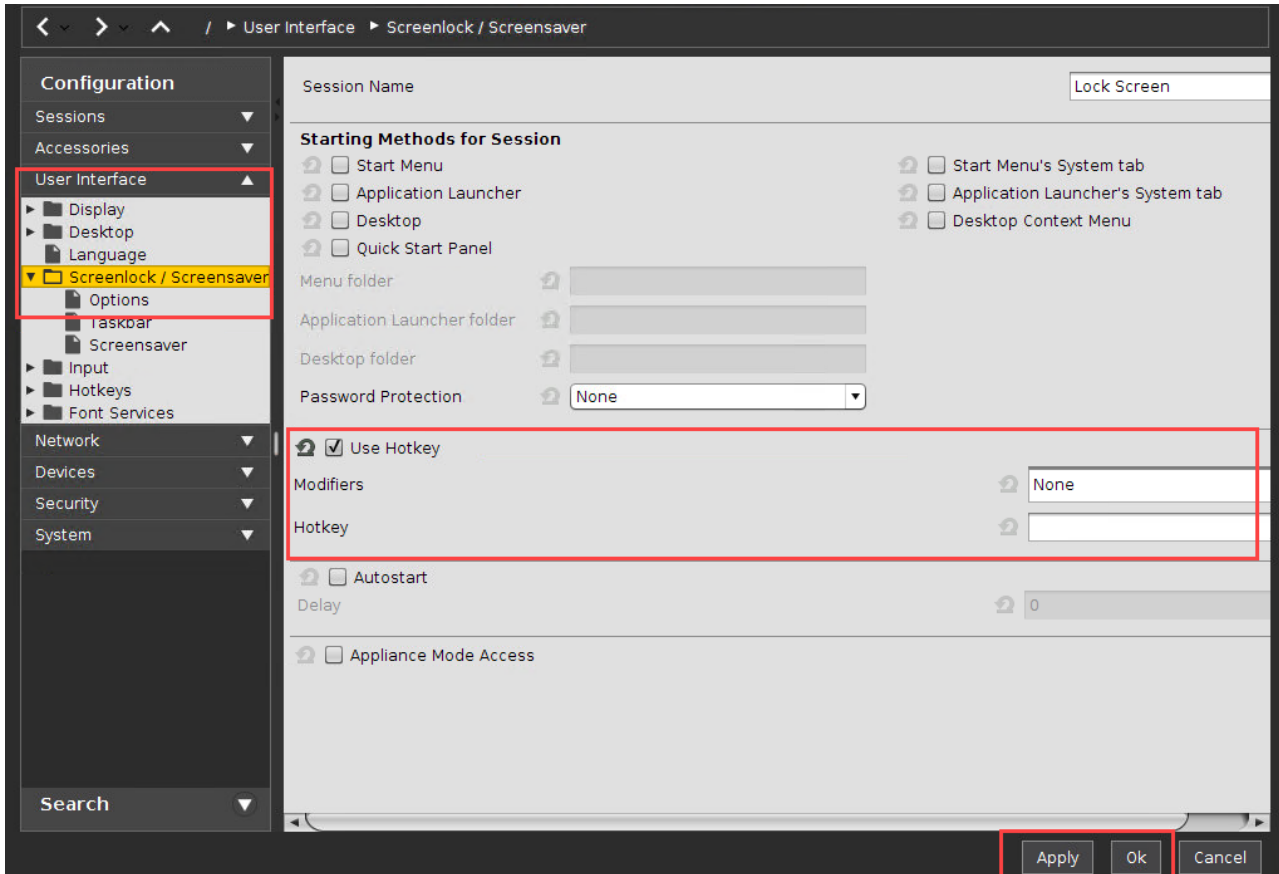 / ▸ User Interface ▸ Screenlock / Screensaver
Configuration
Sessions
Accessories
User Interface
Display
Desktop
Language
Screenlock / Screensaver
Options
Taskbar
Screensaver
Input
Hotkeys
Font Services
Network
Devices
Security
System
Search
Session Name Lock Screen
Starting Methods for Session
Start Menu Start Menu's System tab
Application Launcher Application Launcher's System tab
Desktop Desktop Context Menu
Quick Start Panel
Menu folder
Application Launcher folder
Desktop folder
Password Protection None
Use Hotkey
Modifiers None
Hotkey
Autostart
Delay 0
Appliance Mode Access
Apply Ok Cancel